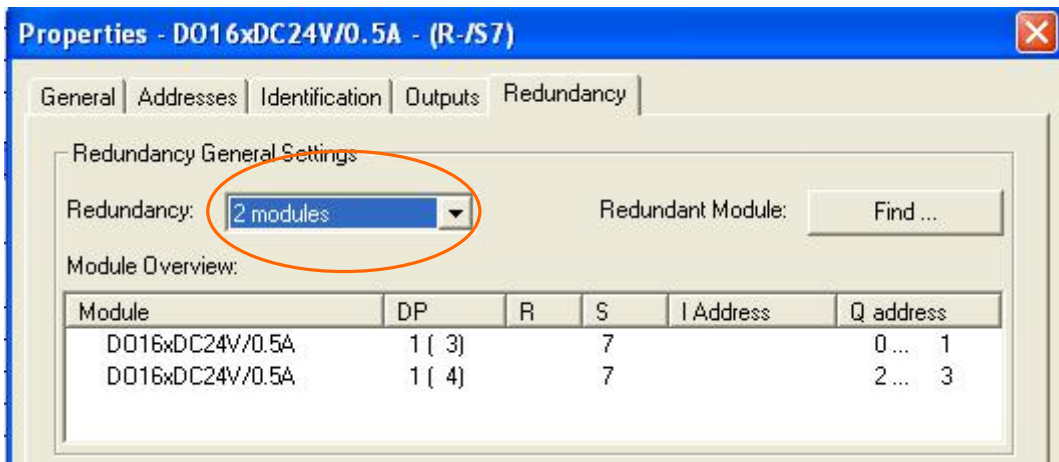 Properties - DO16xDC24V/0.5A - (R-/S7)
General Addresses Identification Outputs Redundancy
Redundancy General Settings
Redundancy: 2 modules Redundant Module: Find ...
Module Overview:
Module DP R S I Address Q address
DO16xDC24V/0.5A 1 ( 3) 7 0 ... 1
DO16xDC24V/0.5A 1 ( 4) 7 2 ... 3